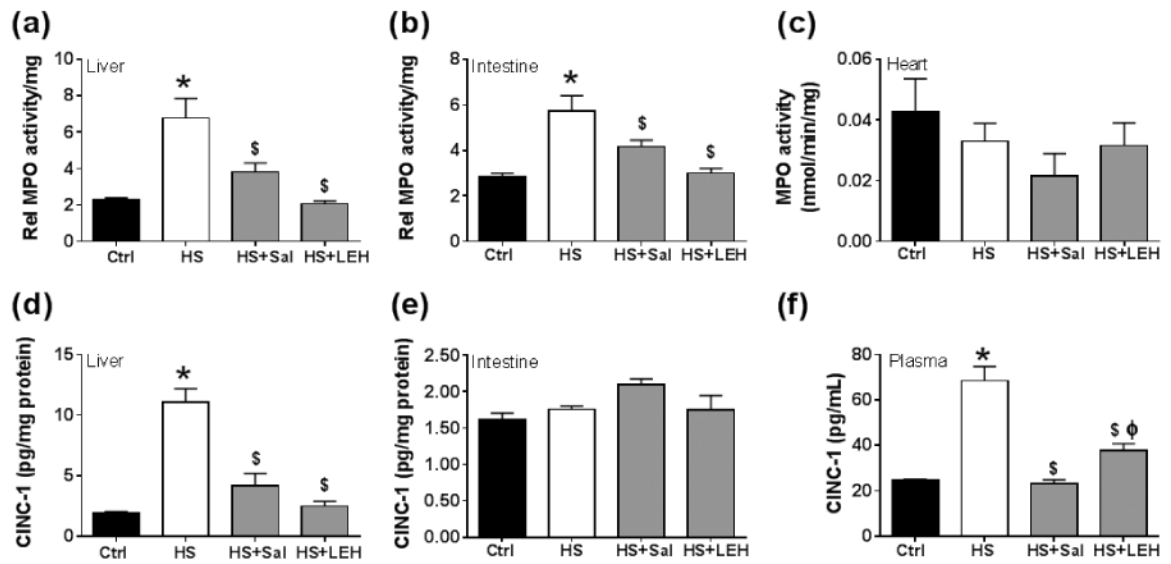 (a)
Rel MPO activity/mg
10
8
6
4
2
0
Liver
*
$
$
Ctrl HS HS+Sal HS+LEH
(b)
Rel MPO activity/mg
8
6
4
2
0
Intestine
*
$
$
Ctrl HS HS+Sal HS+LEH
(c)
MPO activity
(nmol/min/mg)
0.06
0.04
0.02
0.00
Heart
Ctrl HS HS+Sal HS+LEH
(d)
CINC-1 (pg/mg protein)
15
10
5
0
Liver
*
$
$
Ctrl HS HS+Sal HS+LEH
(e)
CINC-1 (pg/mg protein)
2.50
2.00
1.50
1.00
0.50
0.00
Intestine
Ctrl HS HS+Sal HS+LEH
(f)
CINC-1 (pg/mL)
80
60
40
20
0
Plasma
*
$
$ ϕ
Ctrl HS HS+Sal HS+LEH